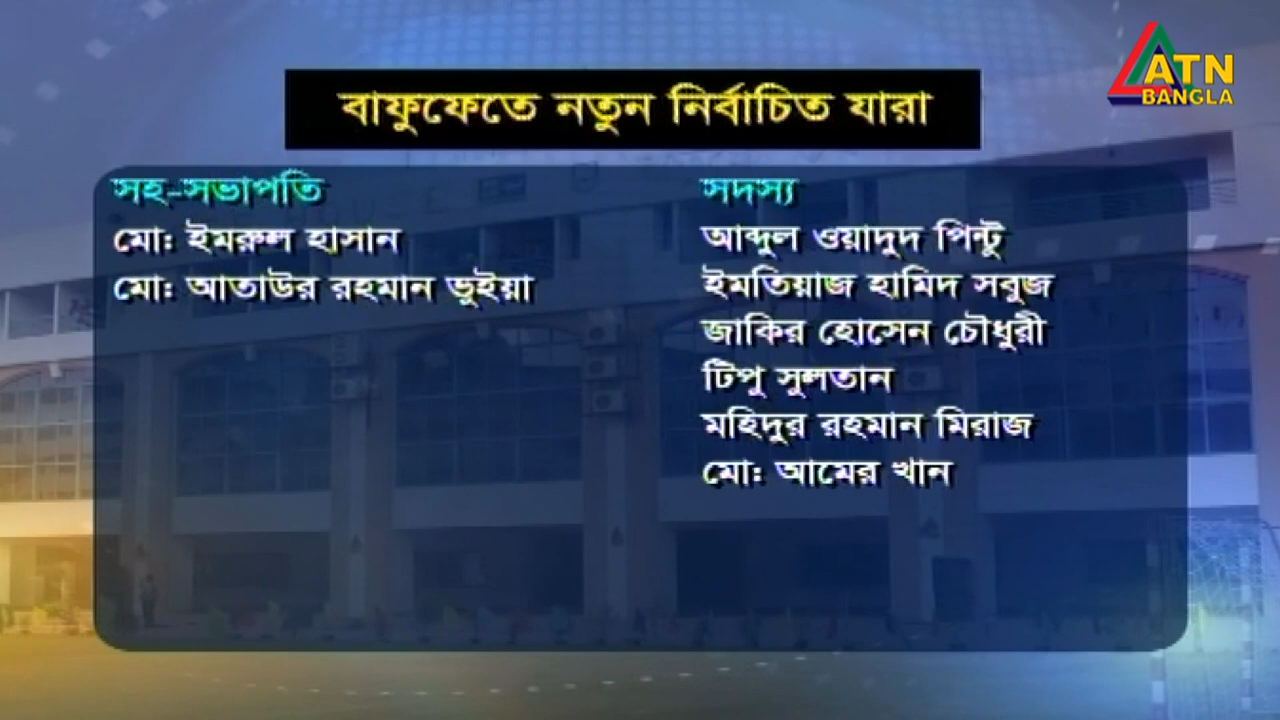 ATN
BANGLA
বাফুফেতে নতুন নির্বাচিত যারা
সহ-সভাপতি
মো: ইমরুল হাসান
মো: আতাউর রহমান ভুইয়া
সদস্য
আব্দুল ওয়াদুদ পিন্টু
ইমতিয়াজ হামিদ সবুজ
জাকির হোসেন চৌধুরী
টিপু সুলতান
মহিদুর রহমান মিরাজ
মো: আমের খান